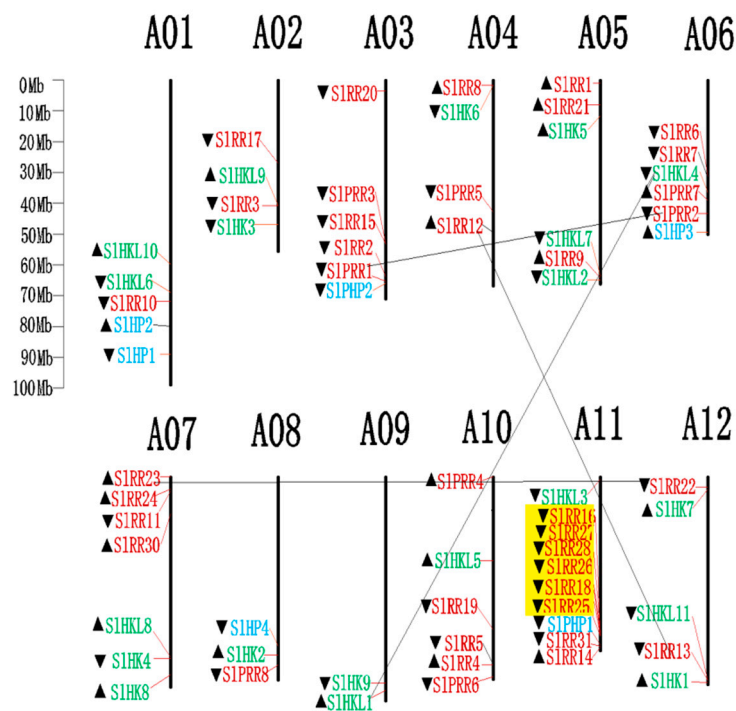 A01 A02 A03 A04 A05 A06
0Mb
10Mb
20Mb
30Mb
40Mb
50Mb
60Mb
70Mb
80Mb
90Mb
100Mb
▲SlHKL10
▼SlHKL6
▼SlRR10
▲SlHP2
▼SlHP1
▼SlRR17
▲SlHKL9
▼SlRR3
▼SlHK3
▼SlRR20
▼SlPRR3
▼SlRR15
▼SlRR2
▼SlPRR1
▼SlPHP2
▲SlRR8
▼SlHK6
▼SlPRR5
▲SlRR12
▲SlRR1
▲SlRR21
▲SlHK5
▲SlHKL7
▲SlRR9
▼SlHKL2
▼SlRR6
▼SlRR7
▼SlHKL4
▲SlPRR7
▼SlPRR2
▲SlHP3
A07 A08 A09 A10 A11 A12
▲SlRR23
▲SlRR24
▼SlRR11
▲SlRR30
▲SlHKL8
▼SlHK4
▲SlHK8
▼SlHP4
▲SlHK2
▼SlPRR8
▼SlHK9
▲SlHKL1
▲SlPRR4
▲SlHKL5
▼SlRR19
▼SlRR5
▲SlRR4
▼SlPRR6
▼SlHKL3
▼SlRR16
▼SlRR27
▼SlRR28
▼SlRR26
▼SlRR18
▼SlRR25
▼SlPHP1
▼SlRR31
▲SlRR14
▼SlRR22
▲SlHK7
▼SlHKL11
▼SlRR13
▲SlHK1